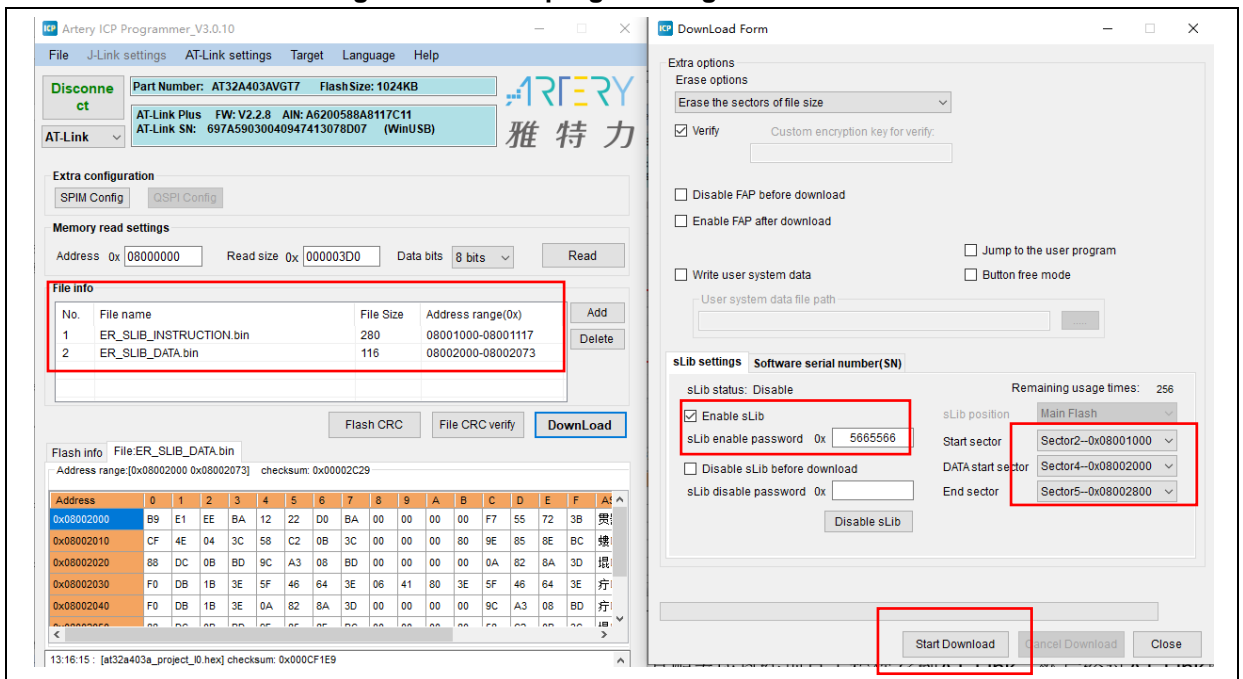 Artery ICP Programmer_V3.0.10
File J-Link settings AT-Link settings Target Language Help
Disconne
ct
Part Number: AT32A403AVGT7 FlashSize: 1024KB
AT-Link Plus FW: V2.2.8 AIN: A6200588A8117C11
AT-Link SN: 697A59030040947413078D07 (WinUSB)
AT-Link
ARTERY
雅特力
Extra configuration
SPIM Config QSPI Config
Memory read settings
Address 0x 08000000 Read size 0x 000003D0 Data bits 8 bits Read
File info
No. File name File Size Address range(0x)
1 ER_SLIB_INSTRUCTION.bin 280 08001000-08001117
2 ER_SLIB_DATA.bin 116 08002000-08002073
Add
Delete
Flash CRC File CRC verify DownLoad
Flash info File:ER_SLIB_DATA.bin
Address range:[0x08002000 0x08002073] checksum: 0x00002C29
Address 0 1 2 3 4 5 6 7 8 9 A B C D E F
0x08002000 B9 E1 EE BA 12 22 D0 BA 00 00 00 00 F7 55 72 3B
0x08002010 CF 4E 04 3C 58 C2 0B 3C 00 00 00 80 9E 85 8E BC
0x08002020 88 DC 0B BD 9C A3 08 BD 00 00 00 0A 82 8A 3D
0x08002030 F0 DB 1B 3E 5F 46 64 3E 06 41 80 3E 5F 46 64 3E
0x08002040 F0 DB 1B 3E 0A 82 8A 3D 00 00 00 00 9C A3 08 BD
13:16:15 : [at32a403a_project_l0.hex] checksum: 0x000CF1E9
DownLoad Form
Extra options
Erase options
Erase the sectors of file size
Verify Custom encryption key for verify:
Disable FAP before download
Enable FAP after download
Jump to the user program
Write user system data Button free mode
User system data file path
......
sLib settings Software serial number(SN)
sLib status: Disable Remaining usage times: 256
Enable sLib sLib position Main Flash
sLib enable password 0x 5665566 Start sector Sector2--0x08001000
Disable sLib before download DATA start sector Sector4--0x08002000
sLib disable password 0x End sector Sector5--0x08002800
Disable sLib
Start Download Cancel Download Close